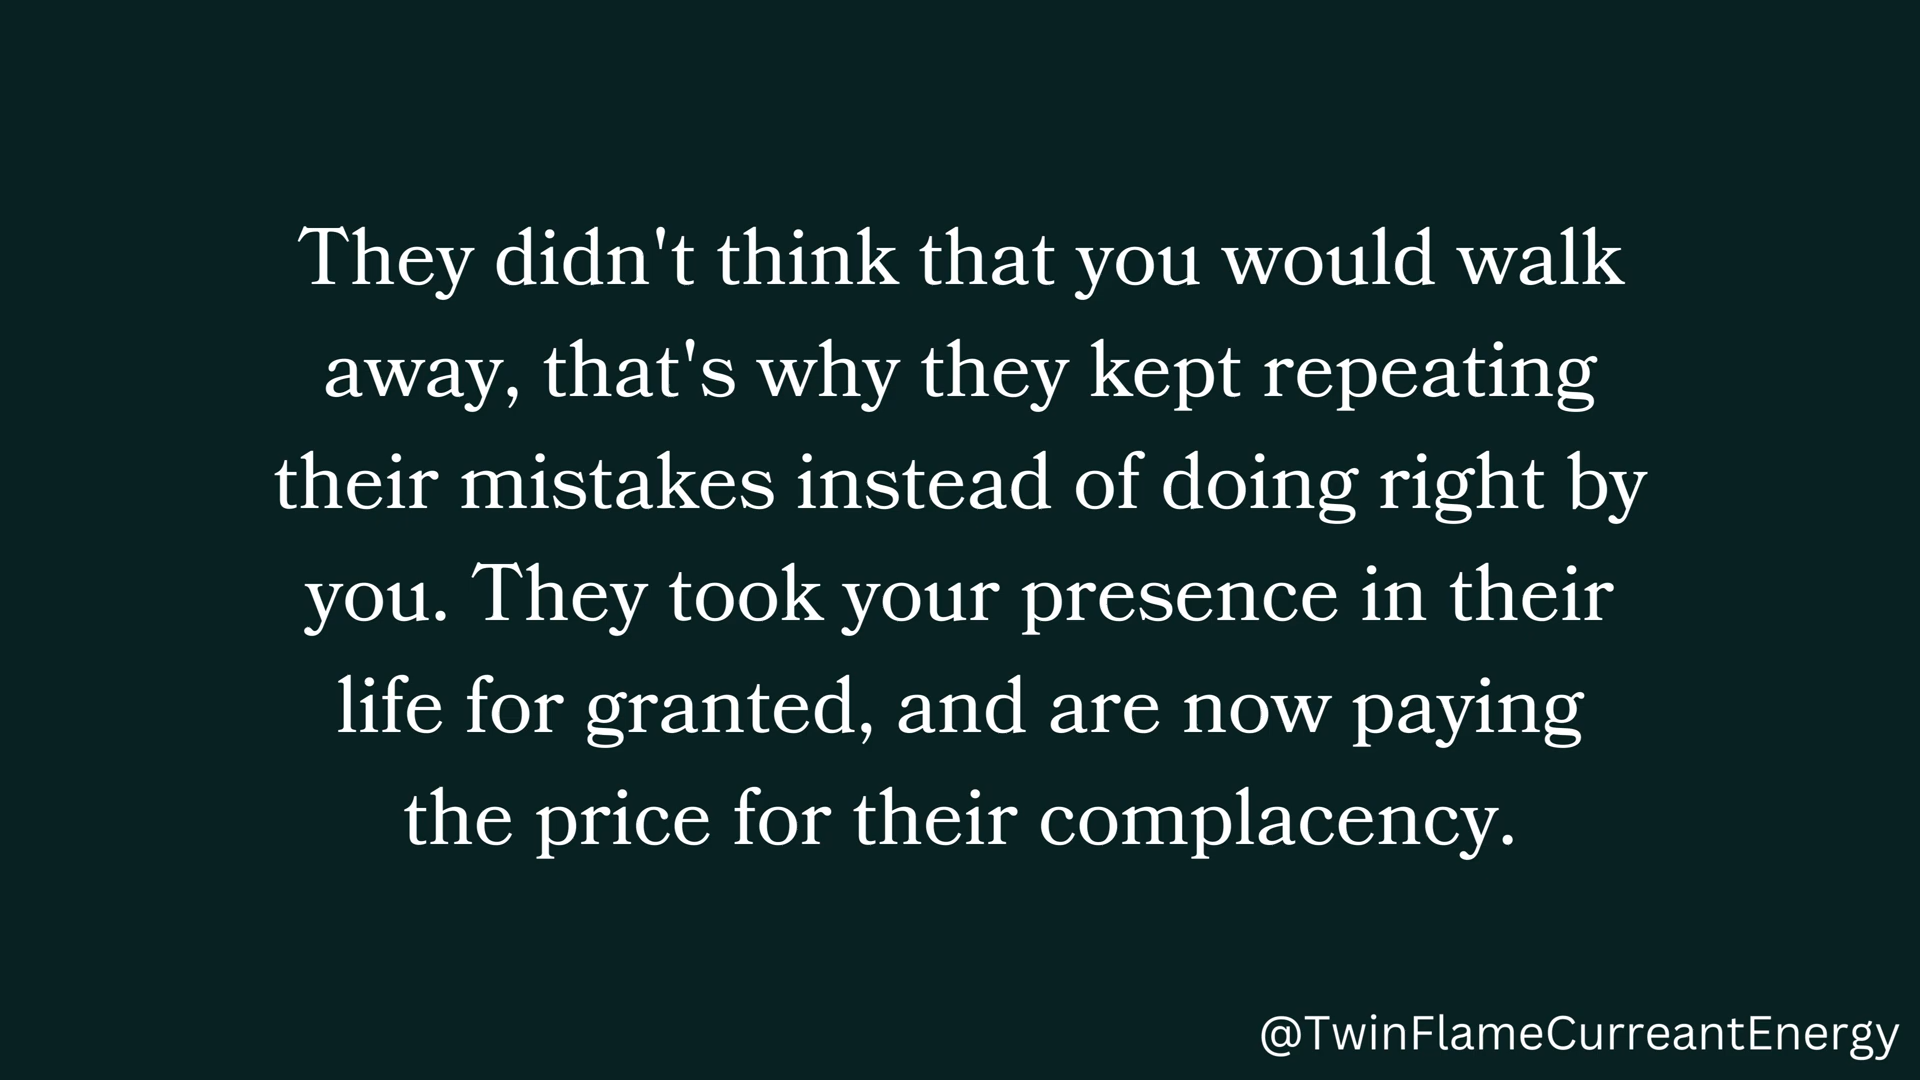 They didn't think that you would walk
away, that's why they kept repeating
their mistakes instead of doing right by
you. They took your presence in their
life for granted, and are now paying
the price for their complacency.
@TwinFlameCurreantEnergy